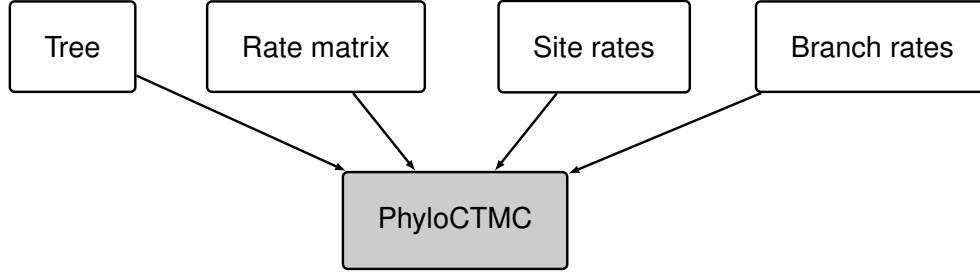 Tree
Rate matrix
Site rates
Branch rates
PhyloCTMC